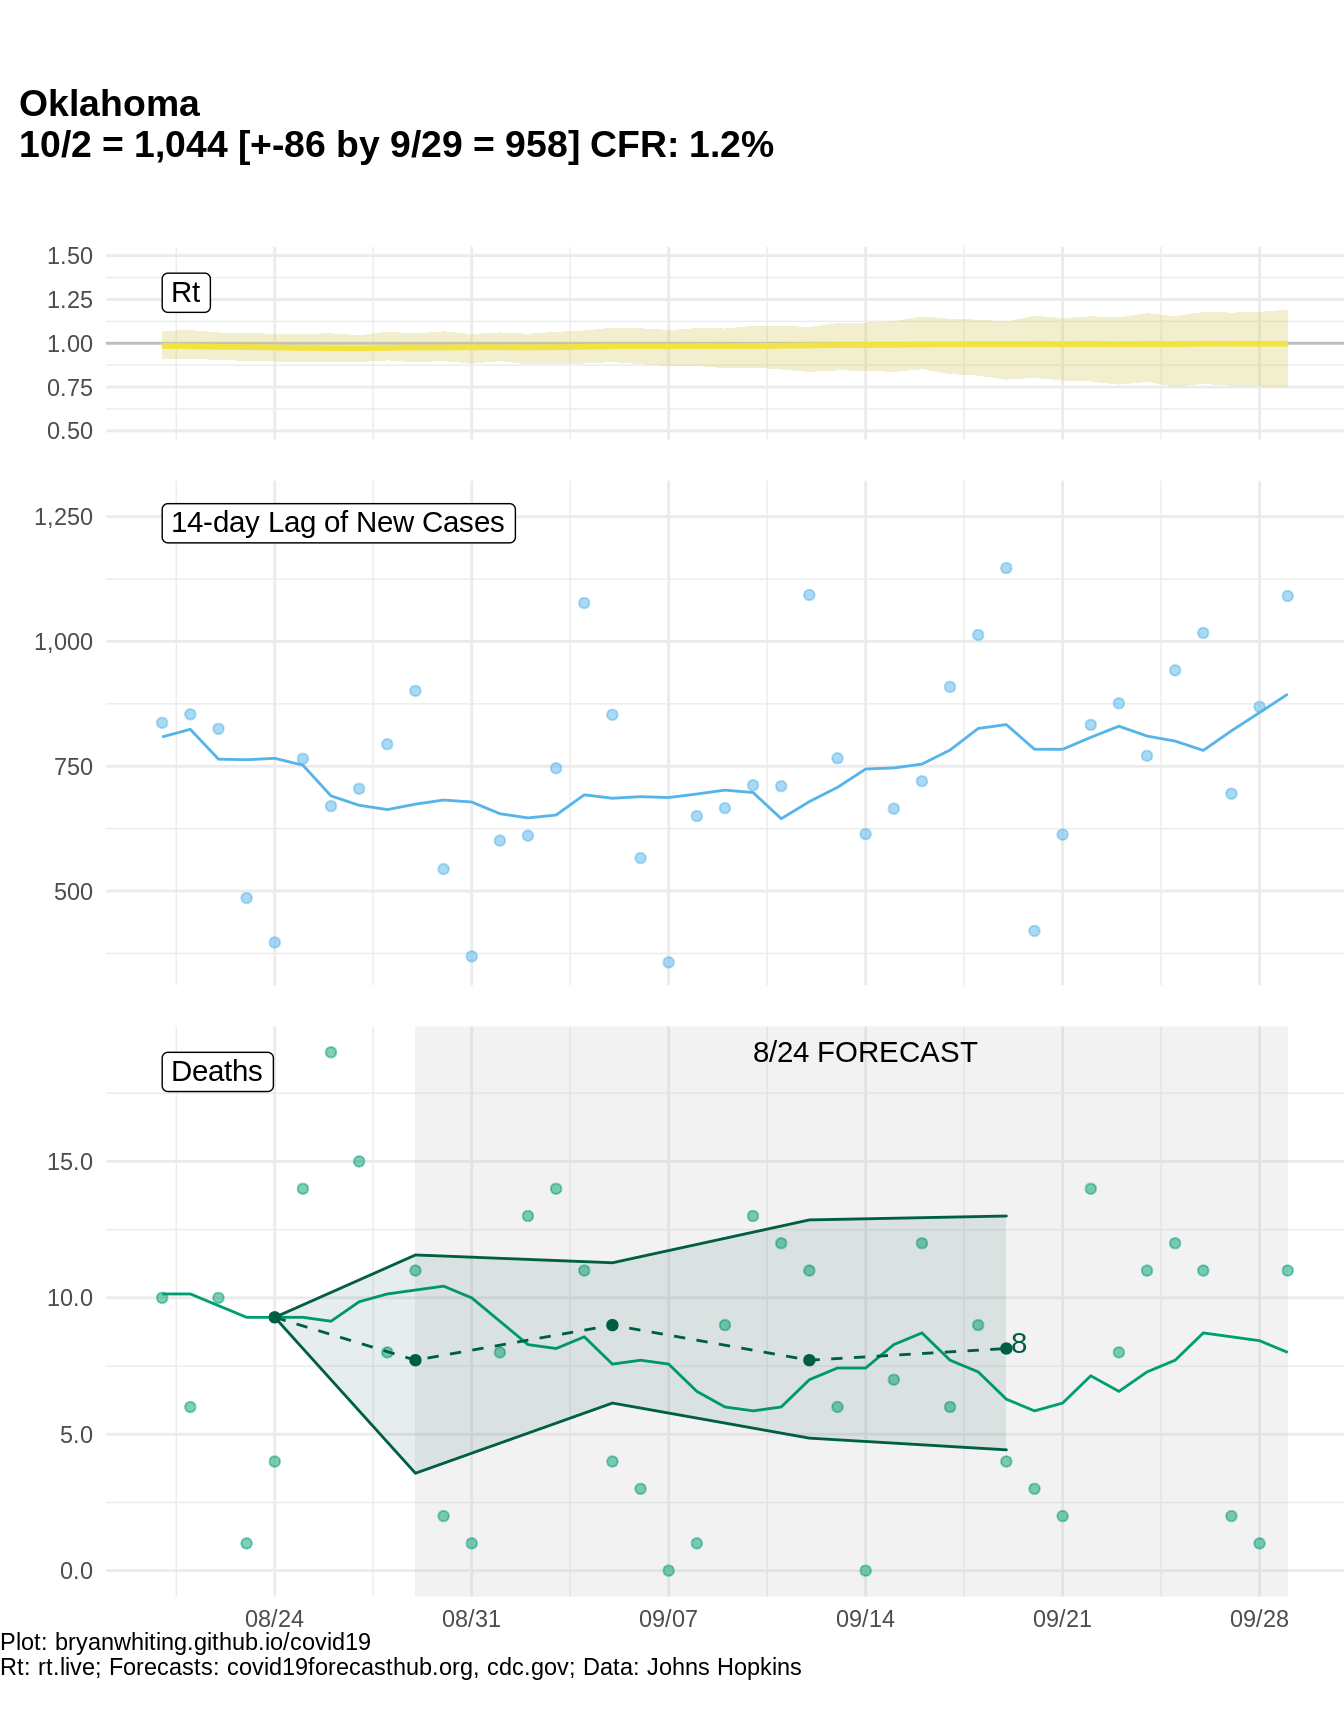 Oklahoma
10/2 = 1,044 [+-86 by 9/29 = 958] CFR: 1.2%
1.50
Rt
1.25
1.00
0.75
0.50
14-day Lag of New Cases
1,250
1,000
750
500
8/24 FORECAST
Deaths
15.0
10.0
8
5.0
0.0
08/24 08/31 09/07 09/14 09/21 09/28
Plot: bryanwhiting.github.io/covid19
Rt: rt.live; Forecasts: covid19forecasthub.org, cdc.gov; Data: Johns Hopkins